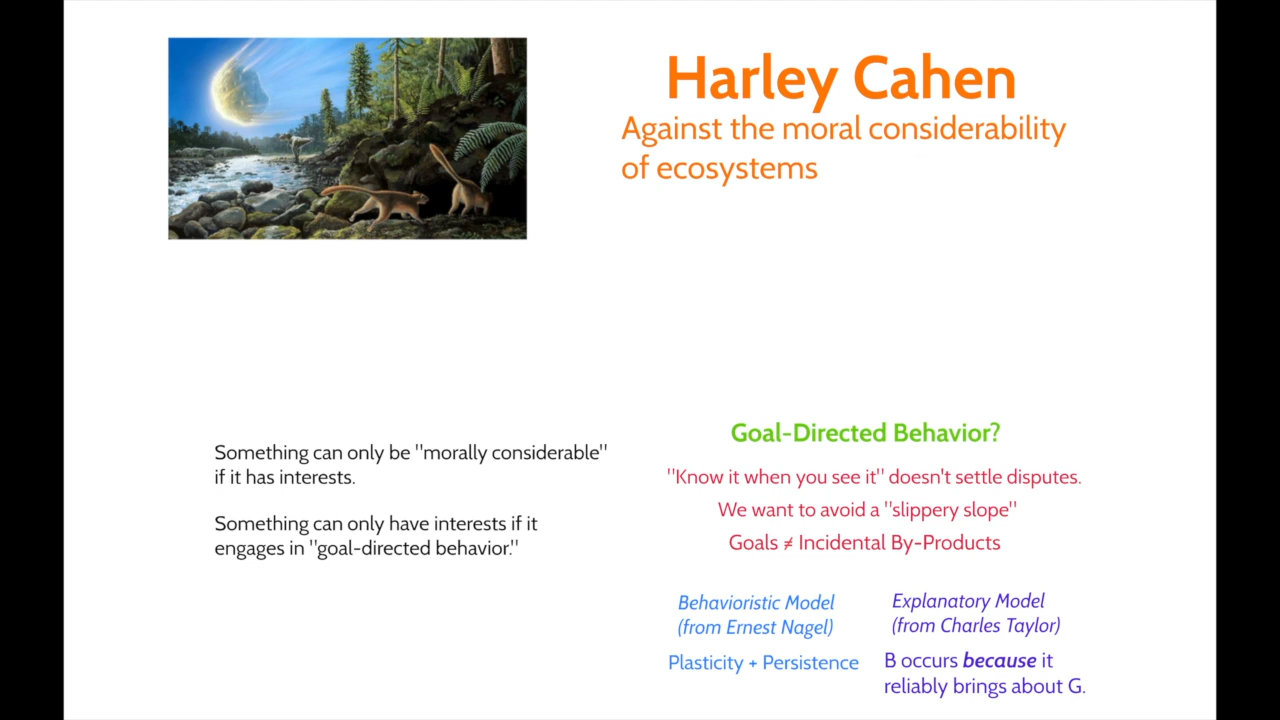 Harley Cahen
Against the moral considerability
of ecosystems
Something can only be "morally considerable"
if it has interests.
Something can only have interests if it
engages in "goal-directed behavior."
Goal-Directed Behavior?
"Know it when you see it" doesn't settle disputes.
We want to avoid a "slippery slope"
Goals ≠ Incidental By-Products
Behavioristic Model
(from Ernest Nagel)
Plasticity + Persistence
Explanatory Model
(from Charles Taylor)
B occurs because it
reliably brings about G.